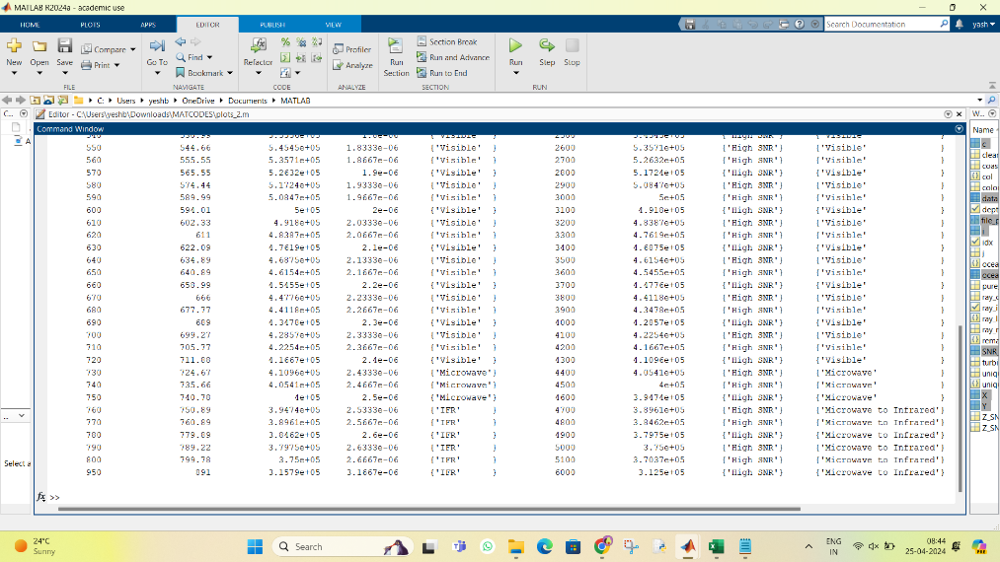 MATLAB R2024a - academic use
HOME PLOTS APPS EDITOR PUBLISH VIEW Search Documentation yash
New Open Save Compare Print Go To Find Bookmark Refactor Profiler Analyze Run Section Section Break Run and Advance Run to End Run Step Stop
FILE NAVIGATE CODE ANALYZE SECTION RUN
C: Users yeshb OneDrive Documents MATLAB
C... Editor - C:\Users\yeshb\Downloads\MATCODES\plots_2.m W...
Command Window
Name
550 544.66 5.4545e+05 1.8333e-06 {'Visible' } 2600 5.3571e+05 {'High SNR'} {'Visible' }
560 555.55 5.3571e+05 1.8667e-06 {'Visible' } 2700 5.2632e+05 {'High SNR'} {'Visible' }
570 565.55 5.2632e+05 1.9e-06 {'Visible' } 2800 5.1724e+05 {'High SNR'} {'Visible' }
580 574.44 5.1724e+05 1.9333e-06 {'Visible' } 2900 5.0847e+05 {'High SNR'} {'Visible' }
590 589.99 5.0847e+05 1.9667e-06 {'Visible' } 3000 5e+05 {'High SNR'} {'Visible' }
600 594.01 5e+05 2e-06 {'Visible' } 3100 4.918e+05 {'High SNR'} {'Visible' }
610 602.33 4.918e+05 2.0333e-06 {'Visible' } 3200 4.8387e+05 {'High SNR'} {'Visible' }
620 611 4.8387e+05 2.0667e-06 {'Visible' } 3300 4.7619e+05 {'High SNR'} {'Visible' }
630 622.09 4.7619e+05 2.1e-06 {'Visible' } 3400 4.6875e+05 {'High SNR'} {'Visible' }
640 634.89 4.6875e+05 2.1333e-06 {'Visible' } 3500 4.6154e+05 {'High SNR'} {'Visible' }
650 640.89 4.6154e+05 2.1667e-06 {'Visible' } 3600 4.5455e+05 {'High SNR'} {'Visible' }
660 658.99 4.5455e+05 2.2e-06 {'Visible' } 3700 4.4776e+05 {'High SNR'} {'Visible' }
670 666 4.4776e+05 2.2333e-06 {'Visible' } 3800 4.4118e+05 {'High SNR'} {'Visible' }
680 677.77 4.4118e+05 2.2667e-06 {'Visible' } 3900 4.3478e+05 {'High SNR'} {'Visible' }
690 689 4.3478e+05 2.3e-06 {'Visible' } 4000 4.2857e+05 {'High SNR'} {'Visible' }
700 699.27 4.2857e+05 2.3333e-06 {'Visible' } 4100 4.2254e+05 {'High SNR'} {'Visible' }
710 705.77 4.2254e+05 2.3667e-06 {'Visible' } 4200 4.1667e+05 {'High SNR'} {'Visible' }
720 711.88 4.1667e+05 2.4e-06 {'Visible' } 4300 4.1096e+05 {'High SNR'} {'Visible' }
730 724.67 4.1096e+05 2.4333e-06 {'Microwave'} 4400 4.0541e+05 {'High SNR'} {'Microwave' }
740 735.66 4.0541e+05 2.4667e-06 {'Microwave'} 4500 4e+05 {'High SNR'} {'Microwave' }
750 740.78 4e+05 2.5e-06 {'Microwave'} 4600 3.9474e+05 {'High SNR'} {'Microwave' }
760 750.89 3.9474e+05 2.5333e-06 {'IFR' } 4700 3.8961e+05 {'High SNR'} {'Microwave to Infrared'}
770 760.89 3.8961e+05 2.5667e-06 {'IFR' } 4800 3.8462e+05 {'High SNR'} {'Microwave to Infrared'}
780 779.89 3.8462e+05 2.6e-06 {'IFR' } 4900 3.7975e+05 {'High SNR'} {'Microwave to Infrared'}
790 789.22 3.7975e+05 2.6333e-06 {'IFR' } 5000 3.75e+05 {'High SNR'} {'Microwave to Infrared'}
800 799.78 3.75e+05 2.6667e-06 {'IFR' } 5100 3.7037e+05 {'High SNR'} {'Microwave to Infrared'}
950 891 3.1579e+05 3.1667e-06 {'IFR' } 6000 3.125e+05 {'High SNR'} {'Microwave to Infrared'}
fx >>
Select a
c
clear
coas
col
color
data
dept
file_p
i
idx
j
ocea
ocea
pure
ray_c
ray_i
ray_l
ray_r
rema
SNR_
turbi
uniq
uniq
X
Y
Z_SN
Z_SN
24°C
Sunny
Search
ENG
IN
08:44
25-04-2024